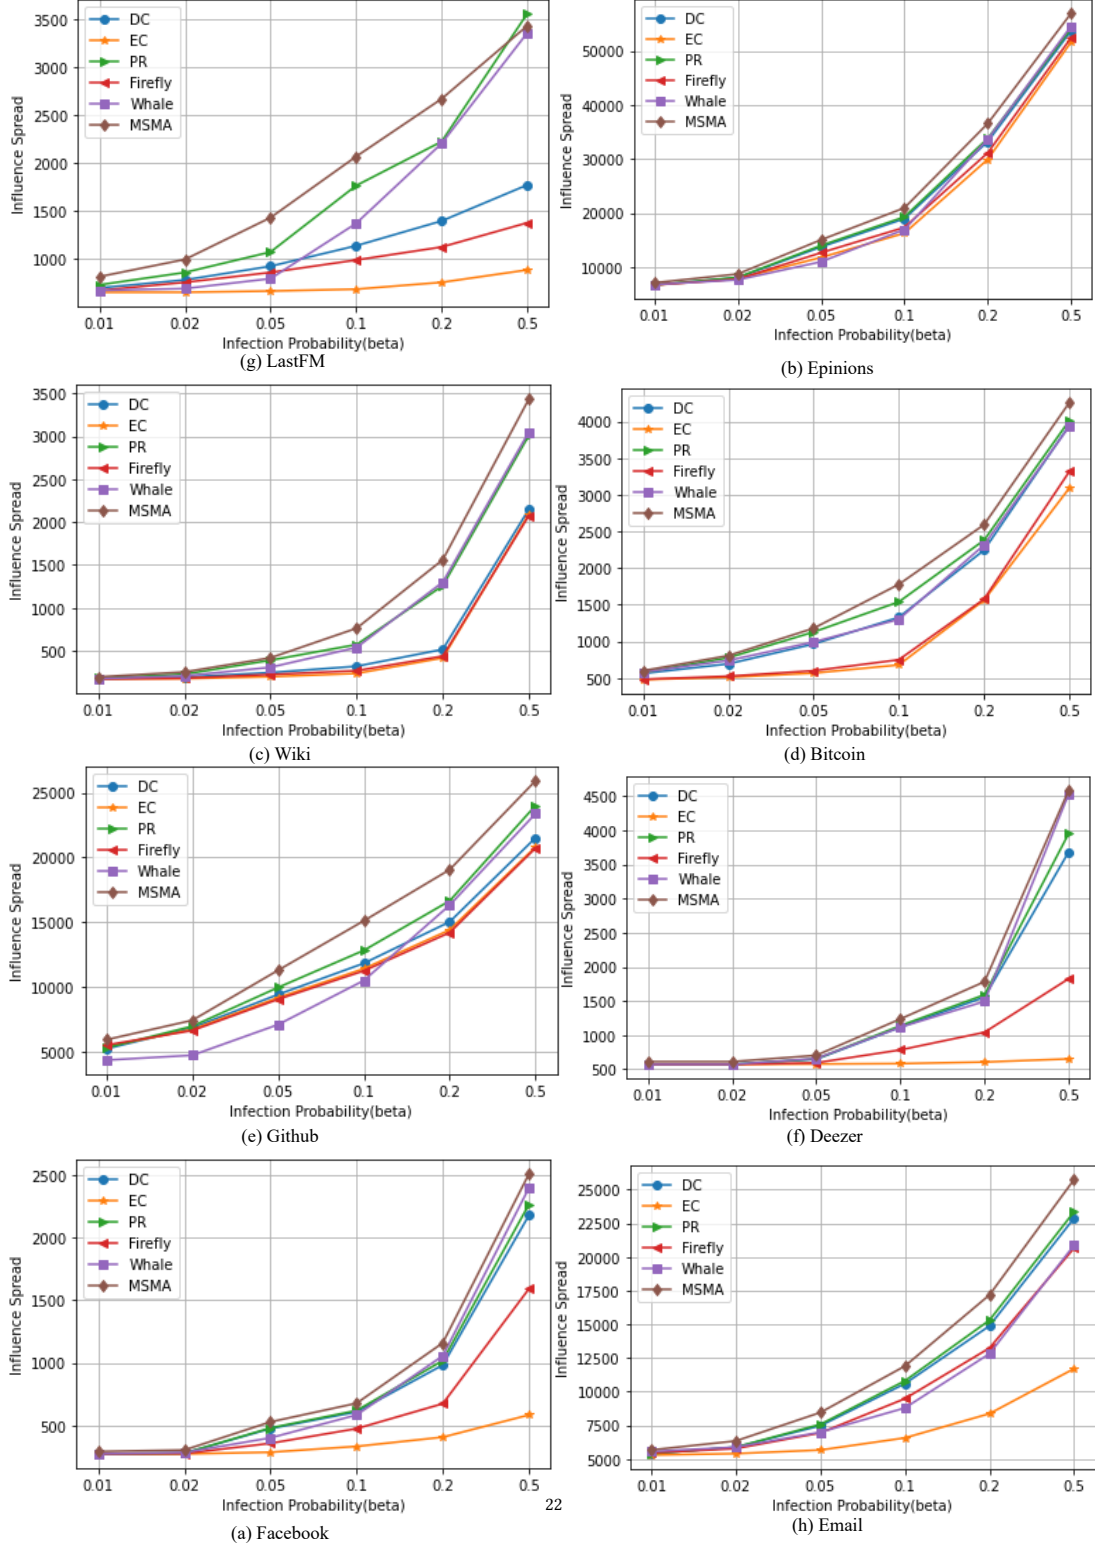 3500
3000
2500
2000
1500
1000
Influence Spread
DC
EC
PR
Firefly
Whale
MSMA
0.01 0.02 0.05 0.1 0.2 0.5
Infection Probability(beta)
(g) LastFM
50000
40000
30000
20000
10000
Influence Spread
DC
EC
PR
Firefly
Whale
MSMA
0.01 0.02 0.05 0.1 0.2 0.5
Infection Probability(beta)
(b) Epinions
3500
3000
2500
2000
1500
1000
500
Influence Spread
DC
EC
PR
Firefly
Whale
MSMA
0.01 0.02 0.05 0.1 0.2 0.5
Infection Probability(beta)
(c) Wiki
4000
3500
3000
2500
2000
1500
1000
500
Influence Spread
DC
EC
PR
Firefly
Whale
MSMA
0.01 0.02 0.05 0.1 0.2 0.5
Infection Probability(beta)
(d) Bitcoin
25000
20000
15000
10000
5000
Influence Spread
DC
EC
PR
Firefly
Whale
MSMA
0.01 0.02 0.05 0.1 0.2 0.5
Infection Probability(beta)
(e) Github
4500
4000
3500
3000
2500
2000
1500
1000
500
Influence Spread
DC
EC
PR
Firefly
Whale
MSMA
0.01 0.02 0.05 0.1 0.2 0.5
Infection Probability(beta)
(f) Deezer
2500
2000
1500
1000
500
Influence Spread
DC
EC
PR
Firefly
Whale
MSMA
0.01 0.02 0.05 0.1 0.2 0.5
Infection Probability(beta)
(a) Facebook
22
25000
22500
20000
17500
15000
12500
10000
7500
5000
Influence Spread
DC
EC
PR
Firefly
Whale
MSMA
0.01 0.02 0.05 0.1 0.2 0.5
Infection Probability(beta)
(h) Email